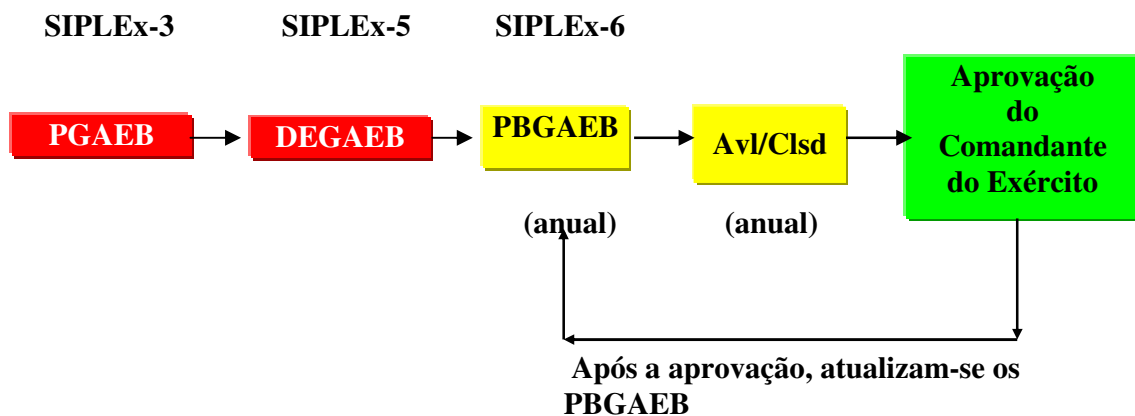 SIPLEx-3 SIPLEx-5 SIPLEx-6
PGAEB
DEGAEB
PBGAEB
Avl/Clsd
Aprovação
do
Comandante
do Exército
(anual) (anual)
Após a aprovação, atualizam-se os
PBGAEB